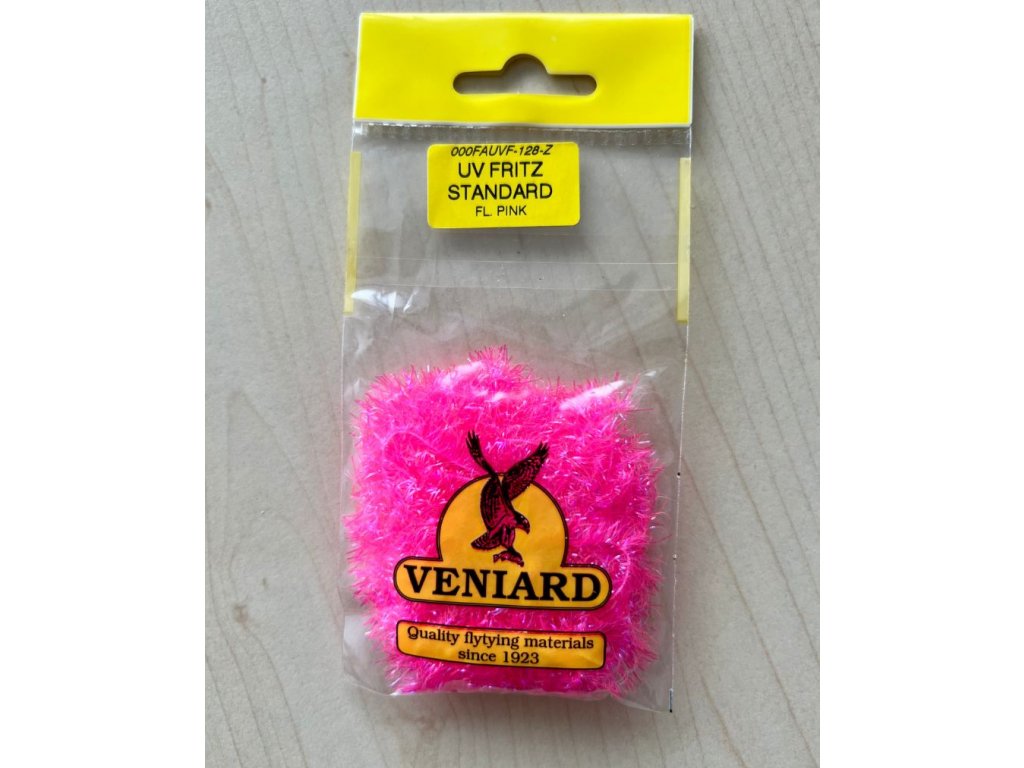 000FAUVF-128-Z
UV FRITZ
STANDARD
FL. PINK
VENIARD
Quality flytying materials
since 1923